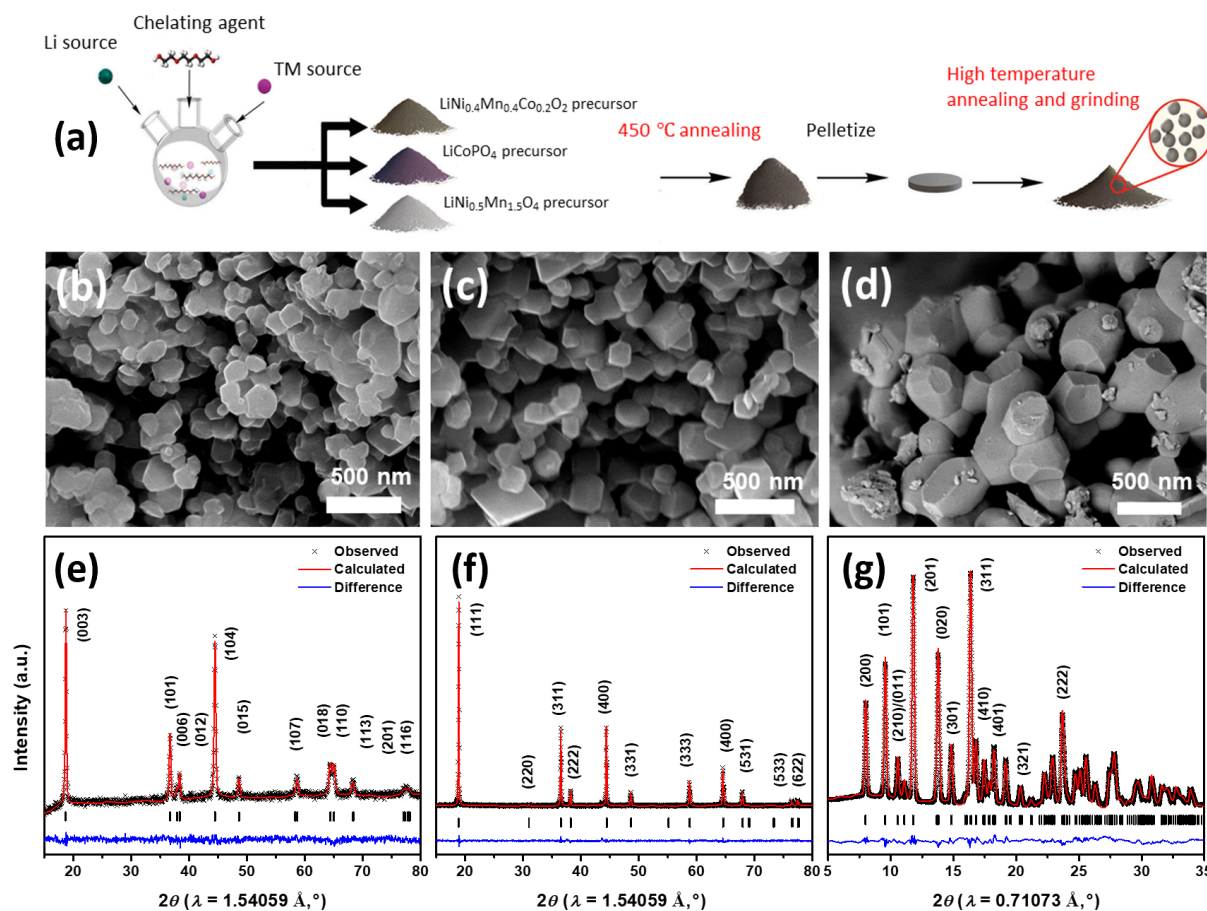 Chelating agent
Li source
TM source
High temperature
annealing and grinding
(a)
LiNi0.4Mn0.4Co0.2O2 precursor
450 °C annealing
Pelletize
LiCoPO4 precursor
LiNi0.5Mn1.5O4 precursor
(b)
500 nm
(c)
500 nm
(d)
500 nm
(e)
Observed
Calculated
Difference
(003)
(101)
(006)
(012)
(104)
(015)
(107)
(018)
(110)
(113)
(201)
(116)
Intensity (a.u.)
20 30 40 50 60 70 80
2θ (λ = 1.54059 Å,°)
(f)
Observed
Calculated
Difference
(111)
(220)
(311)
(222)
(400)
(331)
(333)
(400)
(531)
(533)
(622)
20 30 40 50 60 70 80
2θ (λ = 1.54059 Å,°)
(g)
Observed
Calculated
Difference
(200)
(101)
(210)/(011)
(201)
(020)
(301)
(311)
(410)
(401)
(321)
(222)
5 10 15 20 25 30 35
2θ (λ = 0.71073 Å,°)